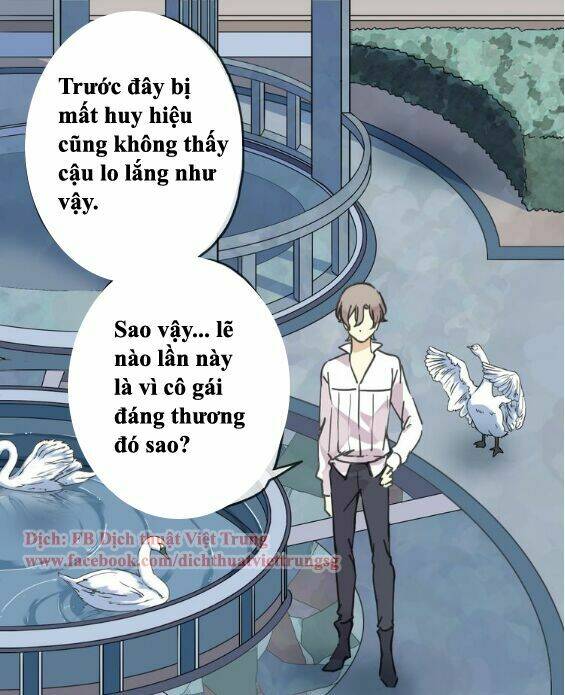 Trước đây bị
mất huy hiệu
cũng không thấy
cậu lo lắng như
vậy.
Sao vậy... lẽ
nào lần này
là vì cô gái
đáng thương
đó sao?
Dịch: FB Dịch thuật Việt Trung
www.facebook.com/dichthuatviettrungsg